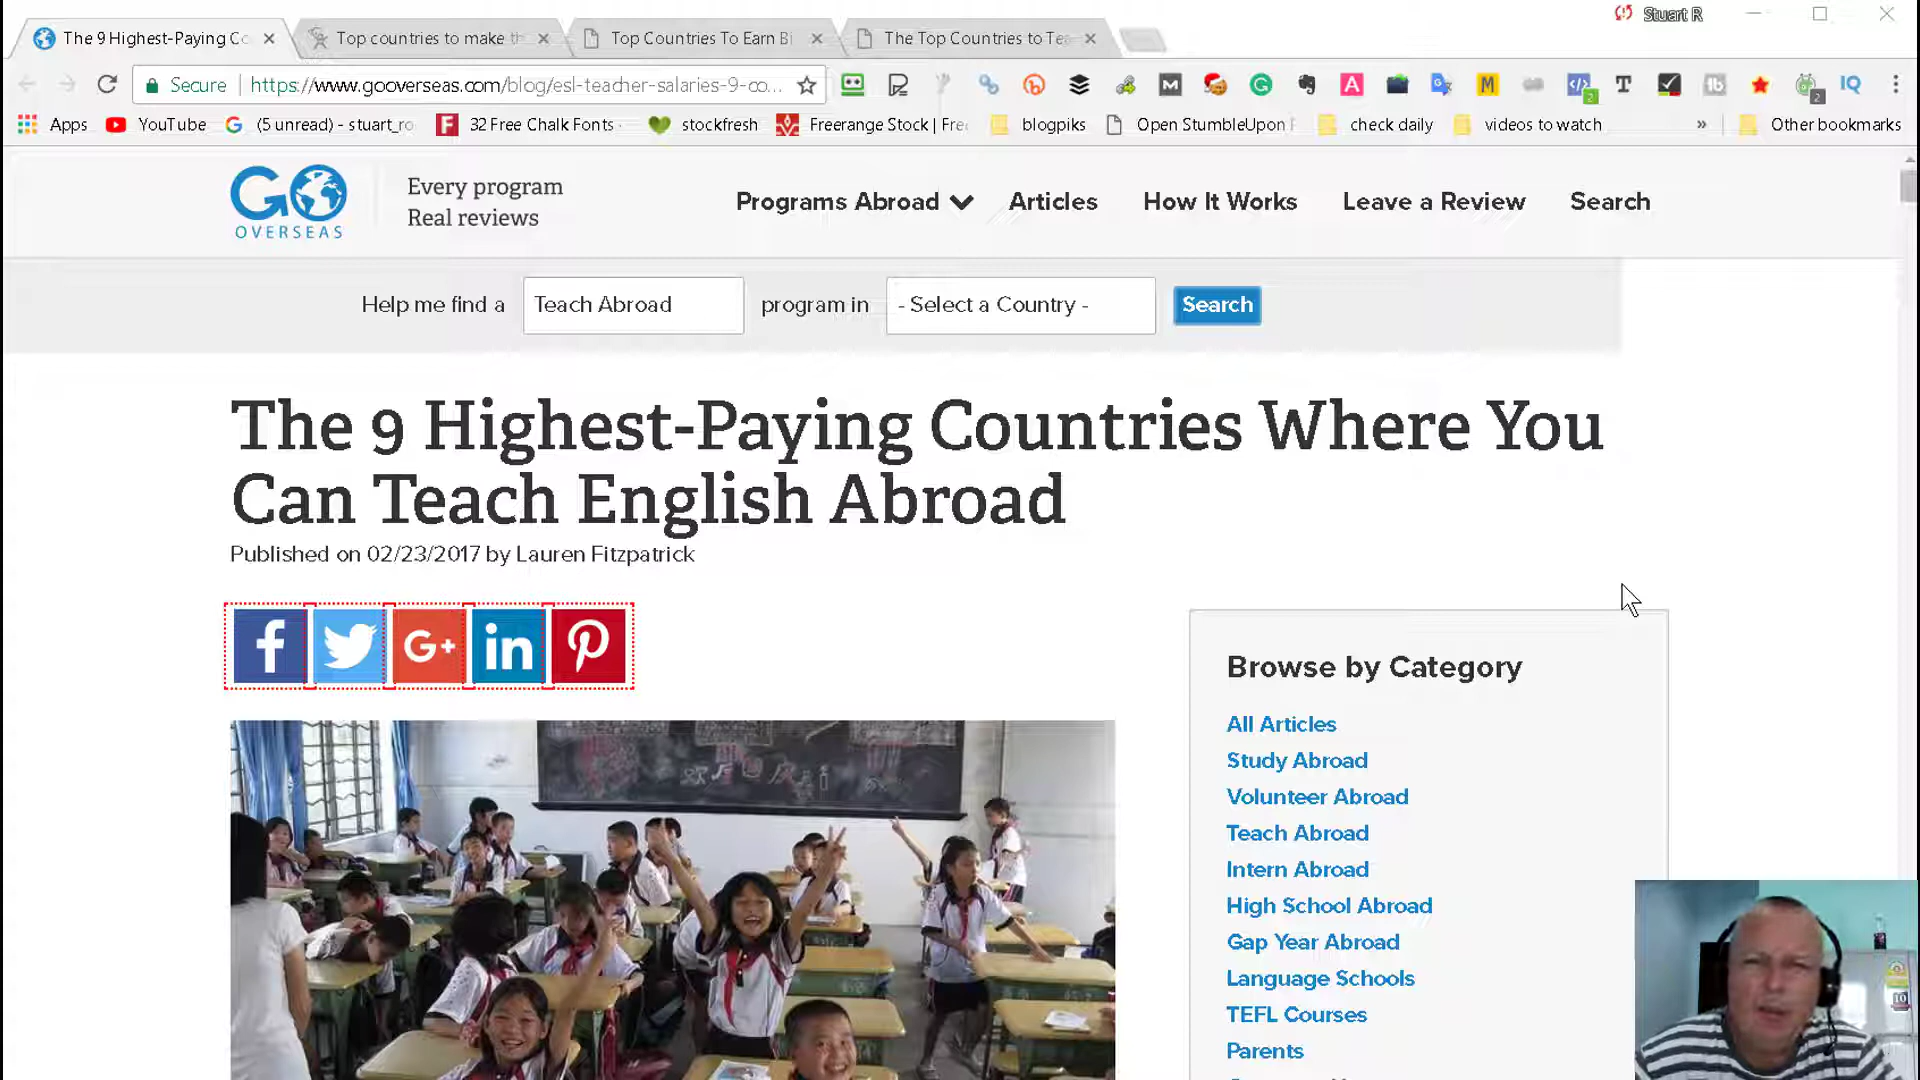 Stuart R
The 9 Highest-Paying Co
Top countries to make th
Top Countries To Earn Bi
The Top Countries to Tea
Secure
https://www.gooverseas.com/blog/esl-teacher-salaries-9-co...
Apps
YouTube
(5 unread) - stuart_ro
32 Free Chalk Fonts
stockfresh
Freerange Stock | Fre
blogpiks
Open StumbleUpon
check daily
videos to watch
»
Other bookmarks
GO
OVERSEAS
Every program
Real reviews
Programs Abroad
Articles
How It Works
Leave a Review
Search
Help me find a
Teach Abroad
program in
- Select a Country -
Search
The 9 Highest-Paying Countries Where You
Can Teach English Abroad
Published on 02/23/2017 by Lauren Fitzpatrick
f
G+
in
Browse by Category
All Articles
Study Abroad
Volunteer Abroad
Teach Abroad
Intern Abroad
High School Abroad
Gap Year Abroad
Language Schools
TEFL Courses
Parents